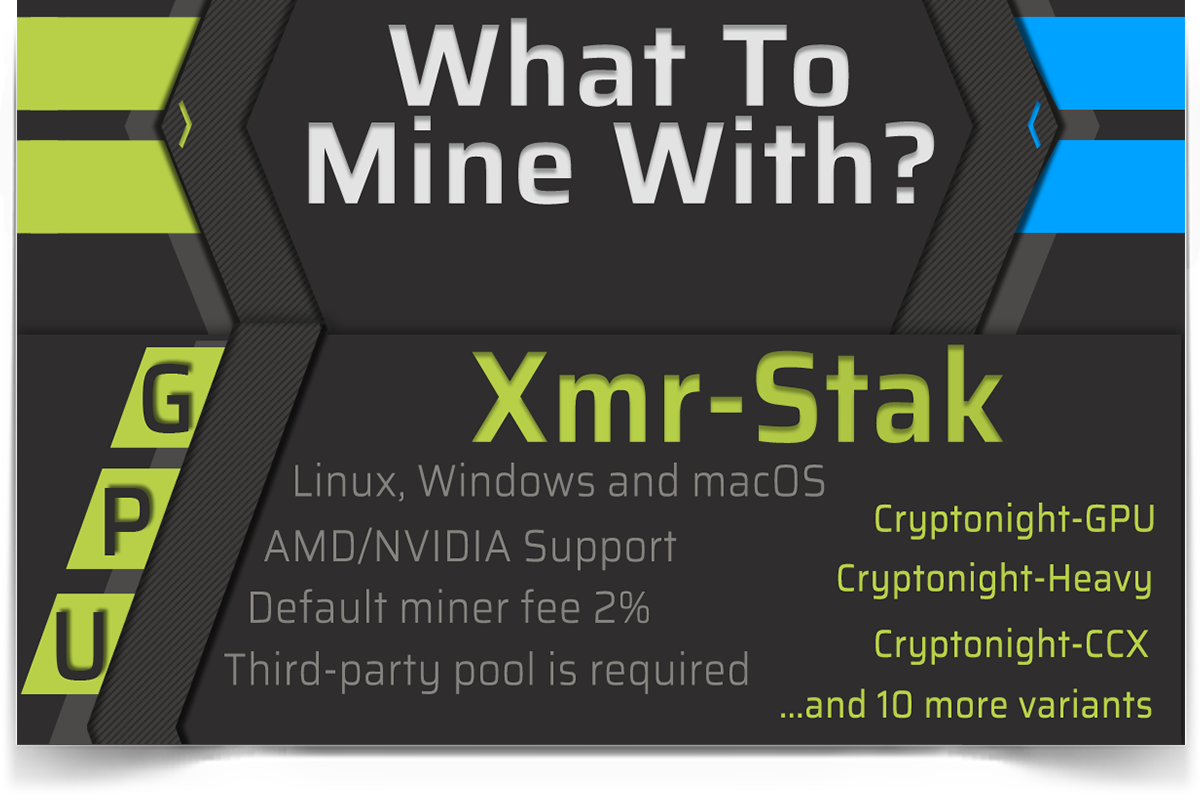 What To
Mine With?
GPU
Xmr-Stak
Linux, Windows and macOS
AMD/NVIDIA Support
Default miner fee 2%
Third-party pool is required
Cryptonight-GPU
Cryptonight-Heavy
Cryptonight-CCX
...and 10 more variants